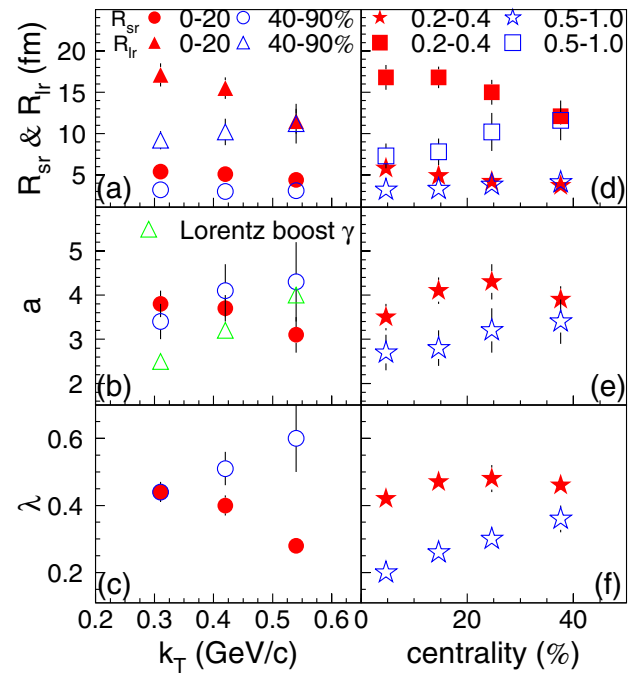 R_sr 0-20 40-90% 0.2-0.4 0.5-1.0
R_lr 0-20 40-90% 0.2-0.4 0.5-1.0
R_sr & R_lr (fm)
20
15
10
5
(a) (d)
Lorentz boost γ
a
5
4
3
2
(b) (e)
λ
0.6
0.4
0.2
(c) (f)
0.2 0.3 0.4 0.5 0.6 0 20 40
k_T (GeV/c) centrality (%)